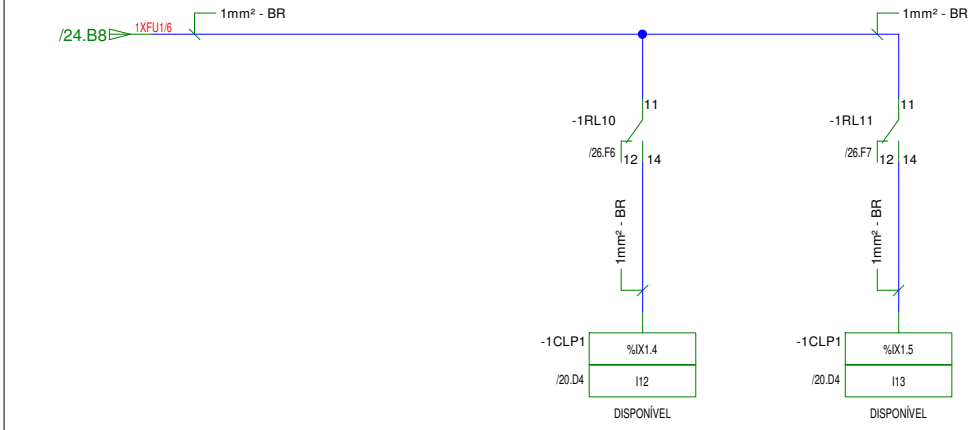 1mm² - BR
1mm² - BR
/24.B8
1XFU1/6
11
11
-1RL10
-1RL11
/26.F6
12
14
/26.F7
12
14
1mm² - BR
1mm² - BR
-1CLP1
%IX1.4
-1CLP1
%IX1.5
/20.D4
I12
/20.D4
I13
DISPONÍVEL
DISPONÍVEL